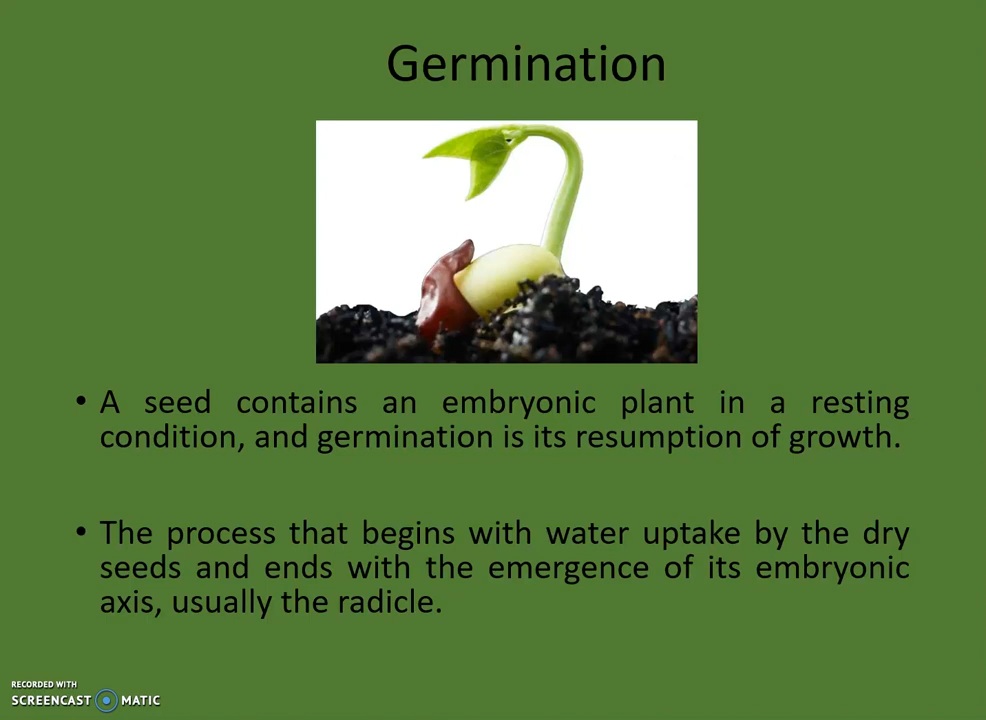 Germination
• A seed contains an embryonic plant in a resting
condition, and germination is its resumption of growth.
• The process that begins with water uptake by the dry
seeds and ends with the emergence of its embryonic
axis, usually the radicle.
RECORDED WITH
SCREENCAST MATIC